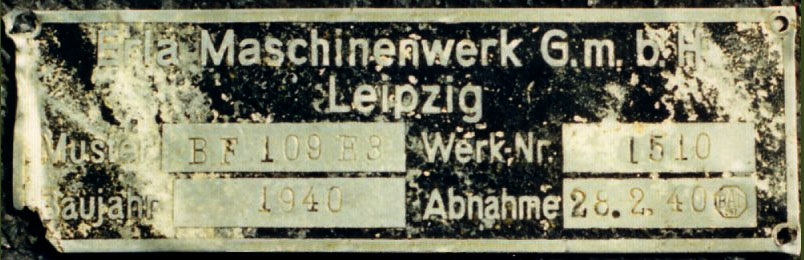 Erla Maschinenwerk G.m.b.H.
Leipzig
Muster BF 109 E3 Werk-Nr. 1510
Baujahr 1940 Abnahme 28.2.40